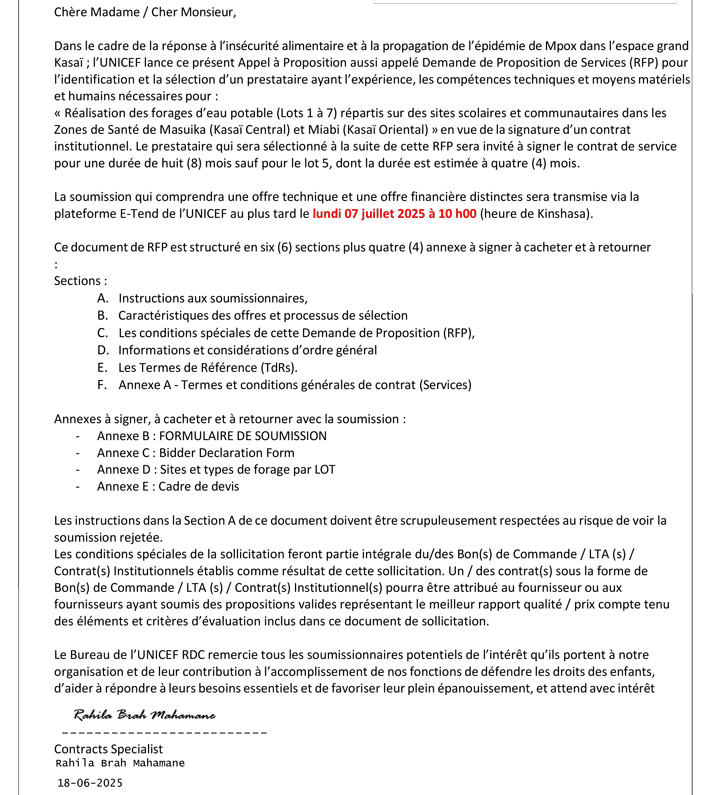 Chère Madame / Cher Monsieur,
Dans le cadre de la réponse à l'insécurité alimentaire et à la propagation de l'épidémie de Mpox dans l'espace grand
Kasaï ; l'UNICEF lance ce présent Appel à Proposition aussi appelé Demande de Proposition de Services (RFP) pour
l'identification et la sélection d'un prestataire ayant l'expérience, les compétences techniques et moyens matériels
et humains nécessaires pour :
« Réalisation des forages d'eau potable (Lots 1 à 7) répartis sur des sites scolaires et communautaires dans les
Zones de Santé de Masuika (Kasaï Central) et Miabi (Kasaï Oriental) » en vue de la signature d'un contrat
institutionnel. Le prestataire qui sera sélectionné à la suite de cette RFP sera invité à signer le contrat de service
pour une durée de huit (8) mois sauf pour le lot 5, dont la durée est estimée à quatre (4) mois.
La soumission qui comprendra une offre technique et une offre financière distinctes sera transmise via la
plateforme E-Tend de l'UNICEF au plus tard le lundi 07 juillet 2025 à 10 h00 (heure de Kinshasa).
Ce document de RFP est structuré en six (6) sections plus quatre (4) annexe à signer à cacheter et à retourner
:
Sections :
A. Instructions aux soumissionnaires,
B. Caractéristiques des offres et processus de sélection
C. Les conditions spéciales de cette Demande de Proposition (RFP),
D. Informations et considérations d'ordre général
E. Les Termes de Référence (TdRs).
F. Annexe A - Termes et conditions générales de contrat (Services)
Annexes à signer, à cacheter et à retourner avec la soumission :
- Annexe B : FORMULAIRE DE SOUMISSION
- Annexe C : Bidder Declaration Form
- Annexe D : Sites et types de forage par LOT
- Annexe E : Cadre de devis
Les instructions dans la Section A de ce document doivent être scrupuleusement respectées au risque de voir la
soumission rejetée.
Les conditions spéciales de la sollicitation feront partie intégrale du/des Bon(s) de Commande / LTA (s) /
Contrat(s) Institutionnels établis comme résultat de cette sollicitation. Un / des contrat(s) sous la forme de
Bon(s) de Commande / LTA (s) / Contrat(s) Institutionnel(s) pourra être attribué au fournisseur ou aux
fournisseurs ayant soumis des propositions valides représentant le meilleur rapport qualité / prix compte tenu
des éléments et critères d'évaluation inclus dans ce document de sollicitation.
Le Bureau de l'UNICEF RDC remercie tous les soumissionnaires potentiels de l'intérêt qu'ils portent à notre
organisation et de leur contribution à l'accomplissement de nos fonctions de défendre les droits des enfants,
d'aider à répondre à leurs besoins essentiels et de favoriser leur plein épanouissement, et attend avec intérêt
Rahila Brah Mahamane
Contracts Specialist
Rahila Brah Mahamane
18-06-2025